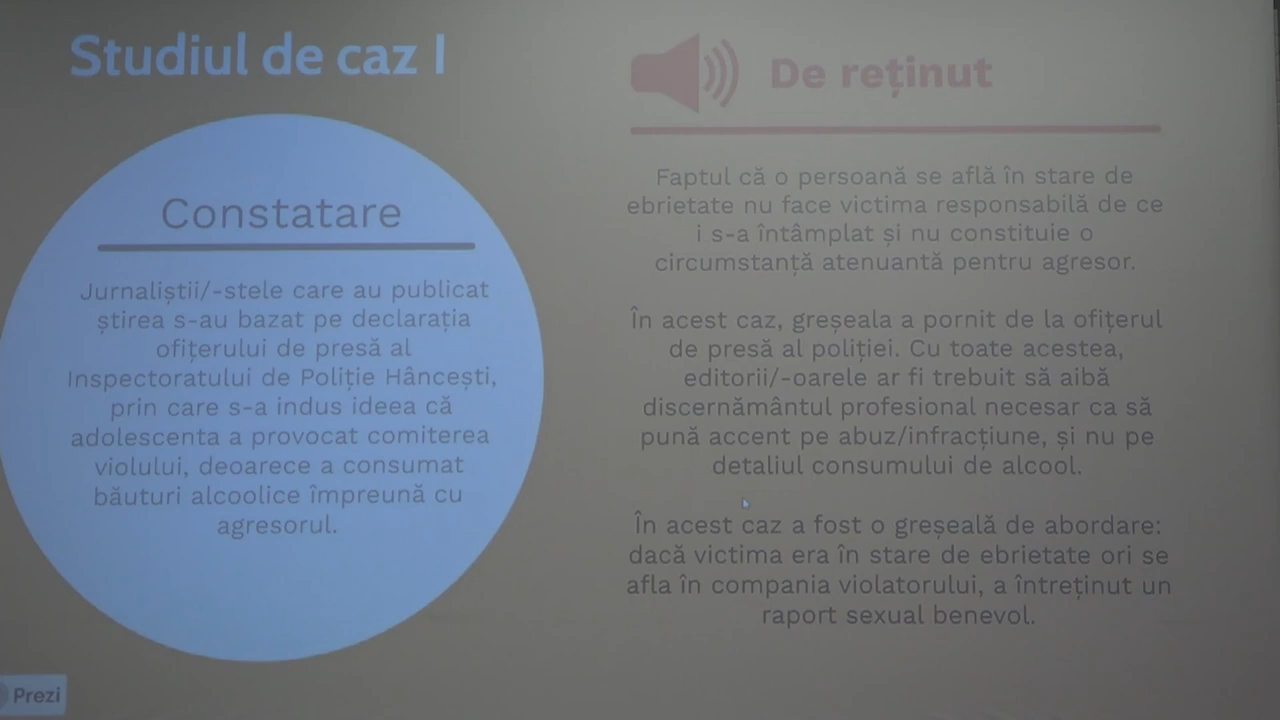 Studiul de caz I
Constatare
Jurnaliștii/-stele care au publicat
știrea s-au bazat pe declarația
ofițerului de presă al
Inspectoratului de Poliție Hâncești,
prin care s-a indus ideea că
adolescenta a provocat comiterea
violului, deoarece a consumat
băuturi alcoolice împreună cu
agresorul.
De reținut
Faptul că o persoană se află în stare de
ebrietate nu face victima responsabilă de ce
i s-a întâmplat și nu constituie o
circumstanță atenuantă pentru agresor.
În acest caz, greșeala a pornit de la ofițerul
de presă al poliției. Cu toate acestea,
editorii/-oarele ar fi trebuit să aibă
discernământul profesional necesar ca să
pună accent pe abuz/infracțiune, și nu pe
detaliul consumului de alcool.
În acest caz a fost o greșeală de abordare:
dacă victima era în stare de ebrietate ori se
afla în compania violatorului, a întreținut un
raport sexual benevol.
Prezi